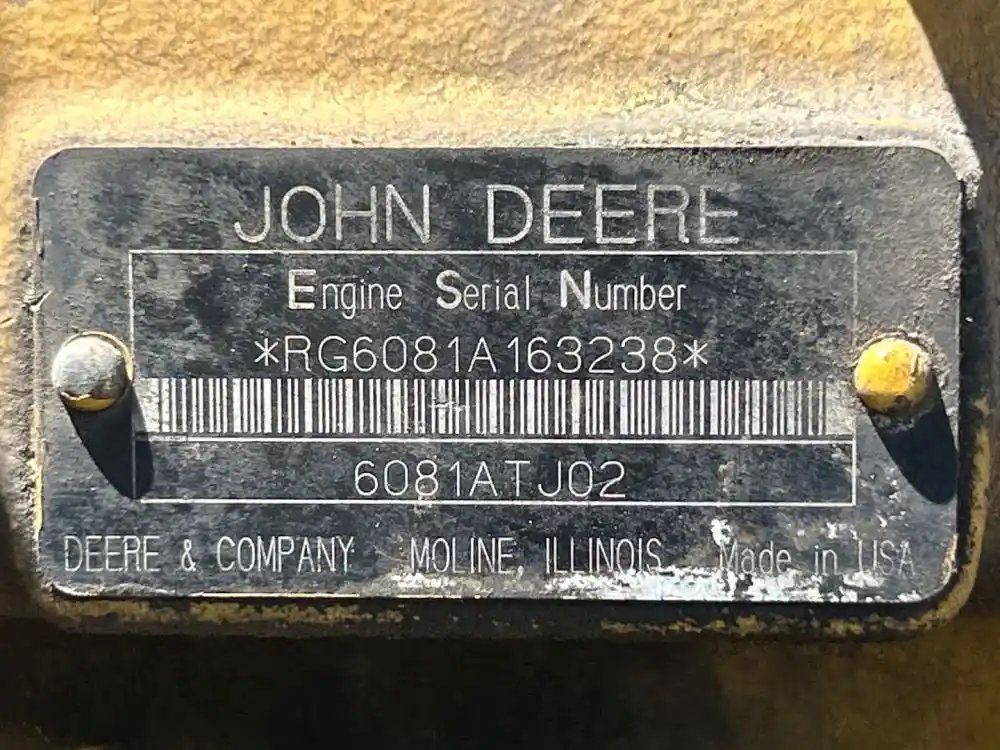 JOHN DEERE
Engine Serial Number
*RG6081A163238*
6081ATJ02
DEERE & COMPANY MOLINE, ILLINOIS Made in USA